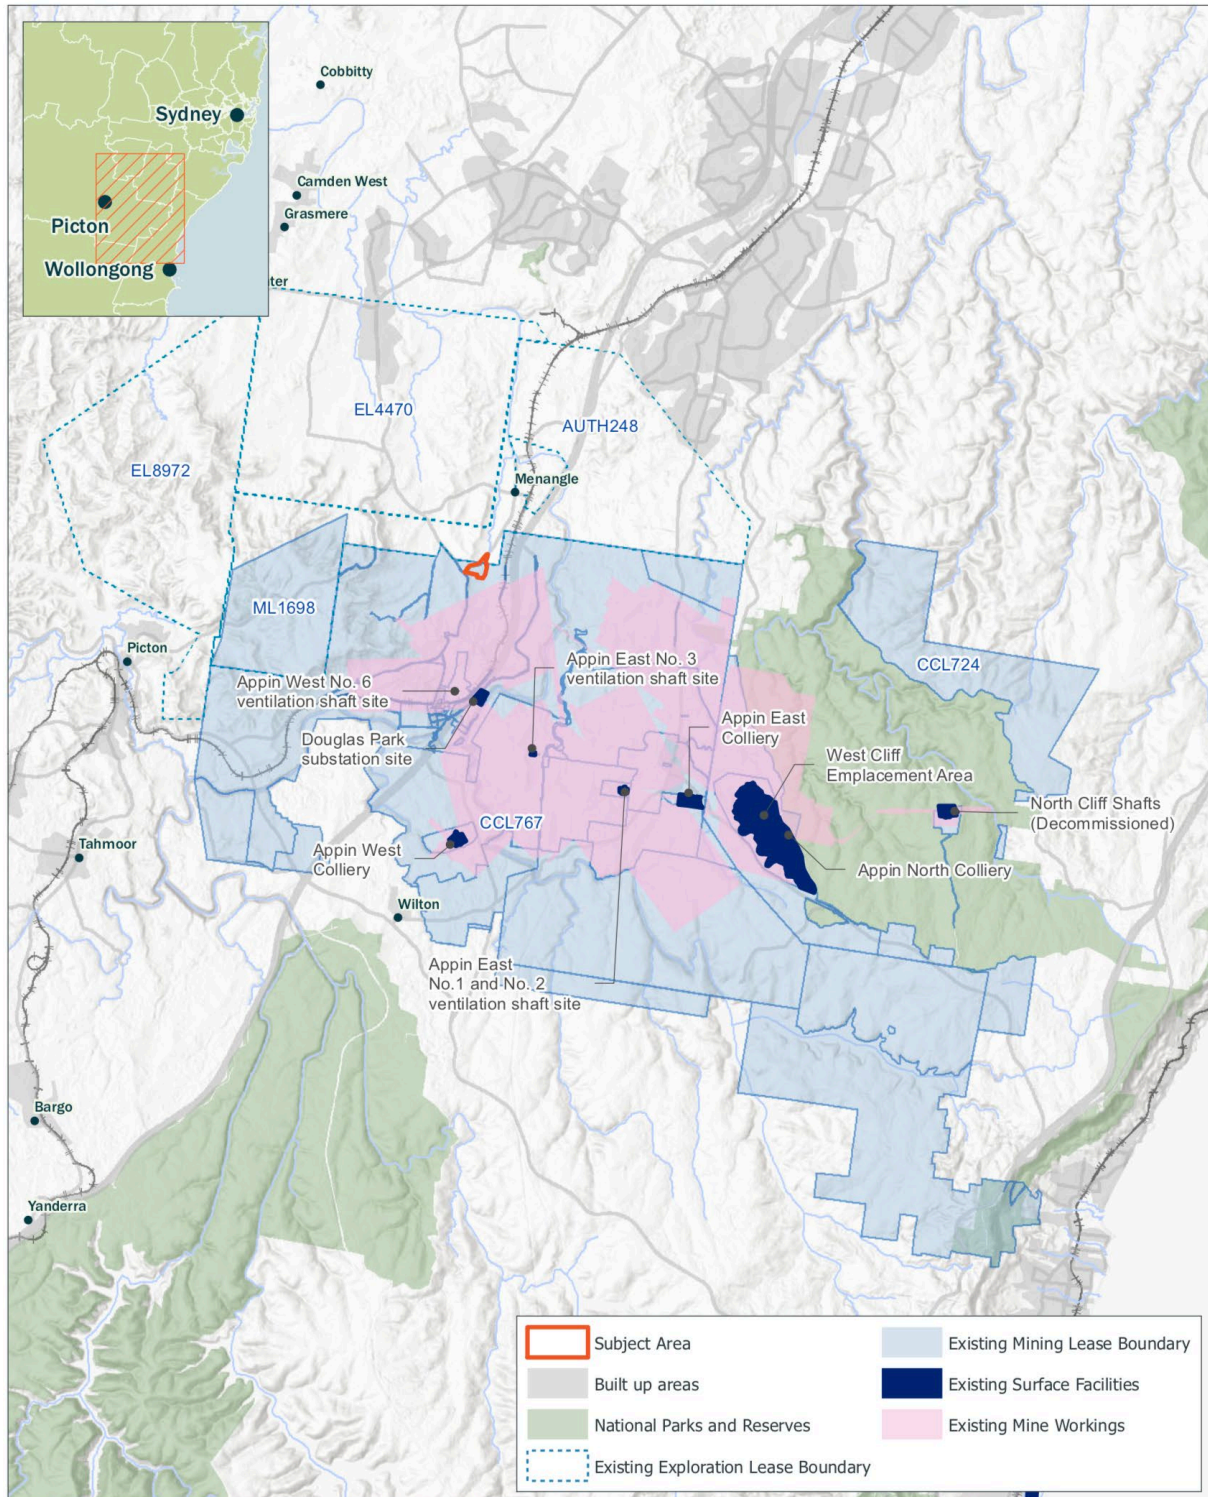 Cobbitty
Sydney
Camden West
Grasmere
Picton
Wollongong
ter
EL4470
AUTH248
EL8972
Menangle
ML1698
Picton
CCL724
Appin East No. 3
ventilation shaft site
Appin West No. 6
ventilation shaft site
Appin East
Colliery
Douglas Park
substation site
West Cliff
Emplacement Area
North Cliff Shafts
(Decommissioned)
CCL767
Tahmoor
Appin West
Colliery
Appin North Colliery
Wilton
Appin East
No.1 and No. 2
ventilation shaft site
Bargo
Yanderra
Subject Area
Built up areas
National Parks and Reserves
Existing Exploration Lease Boundary
Existing Mining Lease Boundary
Existing Surface Facilities
Existing Mine Workings